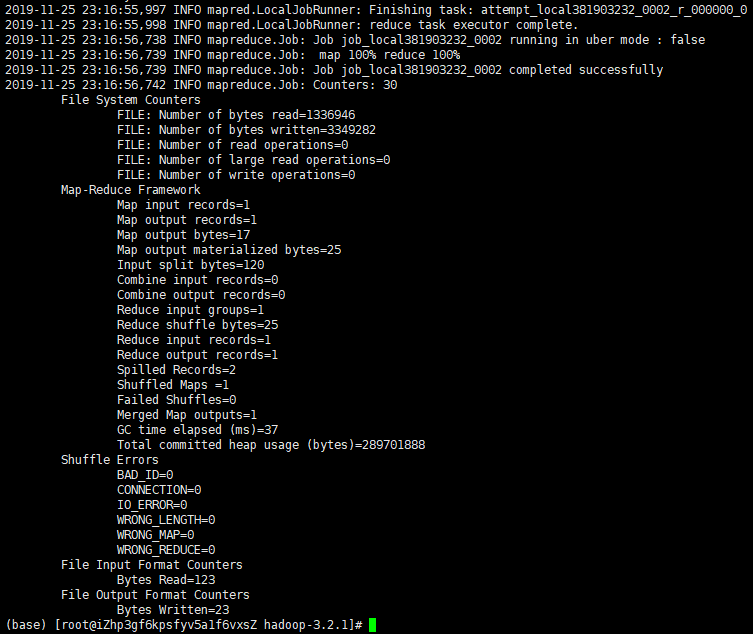 2019-11-25 23:16:55,997 INFO mapred.LocalJobRunner: Finishing task: attempt_local381903232_0002_r_000000_0
2019-11-25 23:16:55,998 INFO mapred.LocalJobRunner: reduce task executor complete.
2019-11-25 23:16:56,738 INFO mapreduce.Job: Job job_local381903232_0002 running in uber mode : false
2019-11-25 23:16:56,739 INFO mapreduce.Job:  map 100% reduce 100%
2019-11-25 23:16:56,739 INFO mapreduce.Job: Job job_local381903232_0002 completed successfully
2019-11-25 23:16:56,742 INFO mapreduce.Job: Counters: 30
File System Counters
FILE: Number of bytes read=1336946
FILE: Number of bytes written=3349282
FILE: Number of read operations=0
FILE: Number of large read operations=0
FILE: Number of write operations=0
Map-Reduce Framework
Map input records=1
Map output records=1
Map output bytes=17
Map output materialized bytes=25
Input split bytes=120
Combine input records=0
Combine output records=0
Reduce input groups=1
Reduce shuffle bytes=25
Reduce input records=1
Reduce output records=1
Spilled Records=2
Shuffled Maps =1
Failed Shuffles=0
Merged Map outputs=1
GC time elapsed (ms)=37
Total committed heap usage (bytes)=289701888
Shuffle Errors
BAD_ID=0
CONNECTION=0
IO_ERROR=0
WRONG_LENGTH=0
WRONG_MAP=0
WRONG_REDUCE=0
File Input Format Counters
Bytes Read=123
File Output Format Counters
Bytes Written=23
(base) [root@iZhp3gf6kpsfyv5a1f6vxsZ hadoop-3.2.1]#